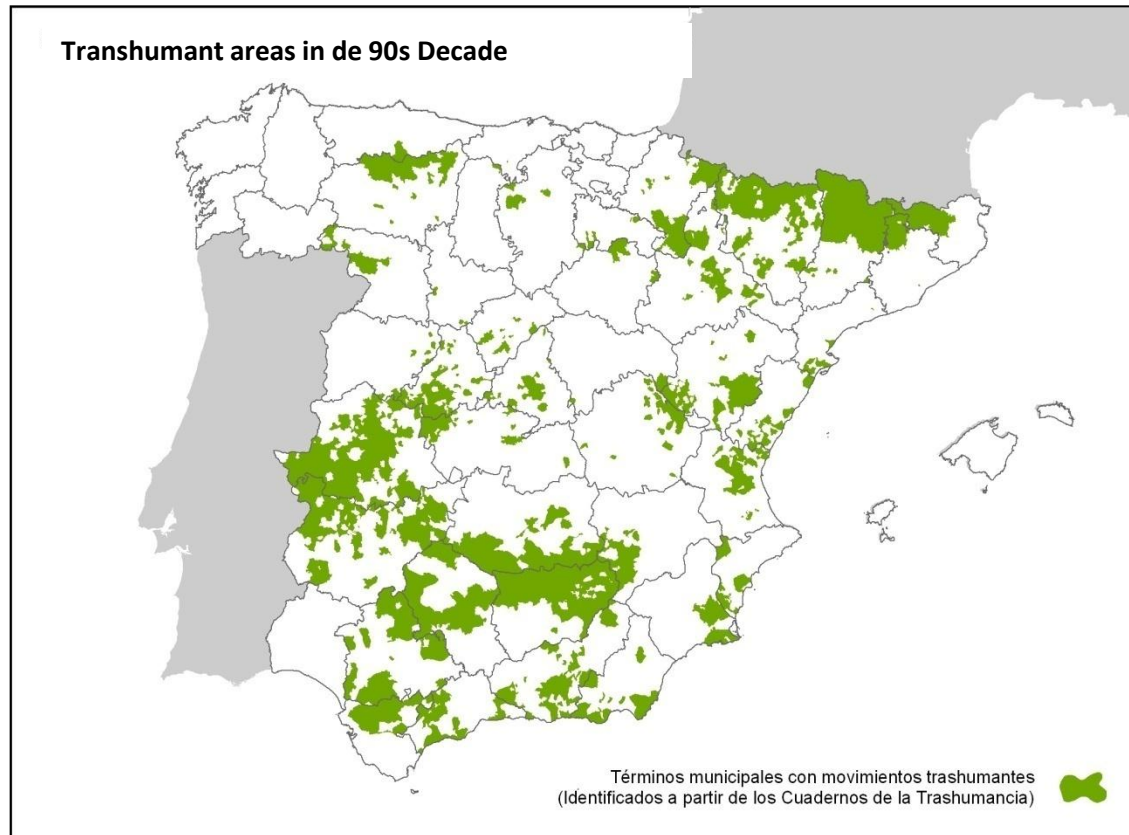 Transhumant areas in de 90s Decade
Términos municipales con movimientos trashumantes
(Identificados a partir de los Cuadernos de la Trashumancia)